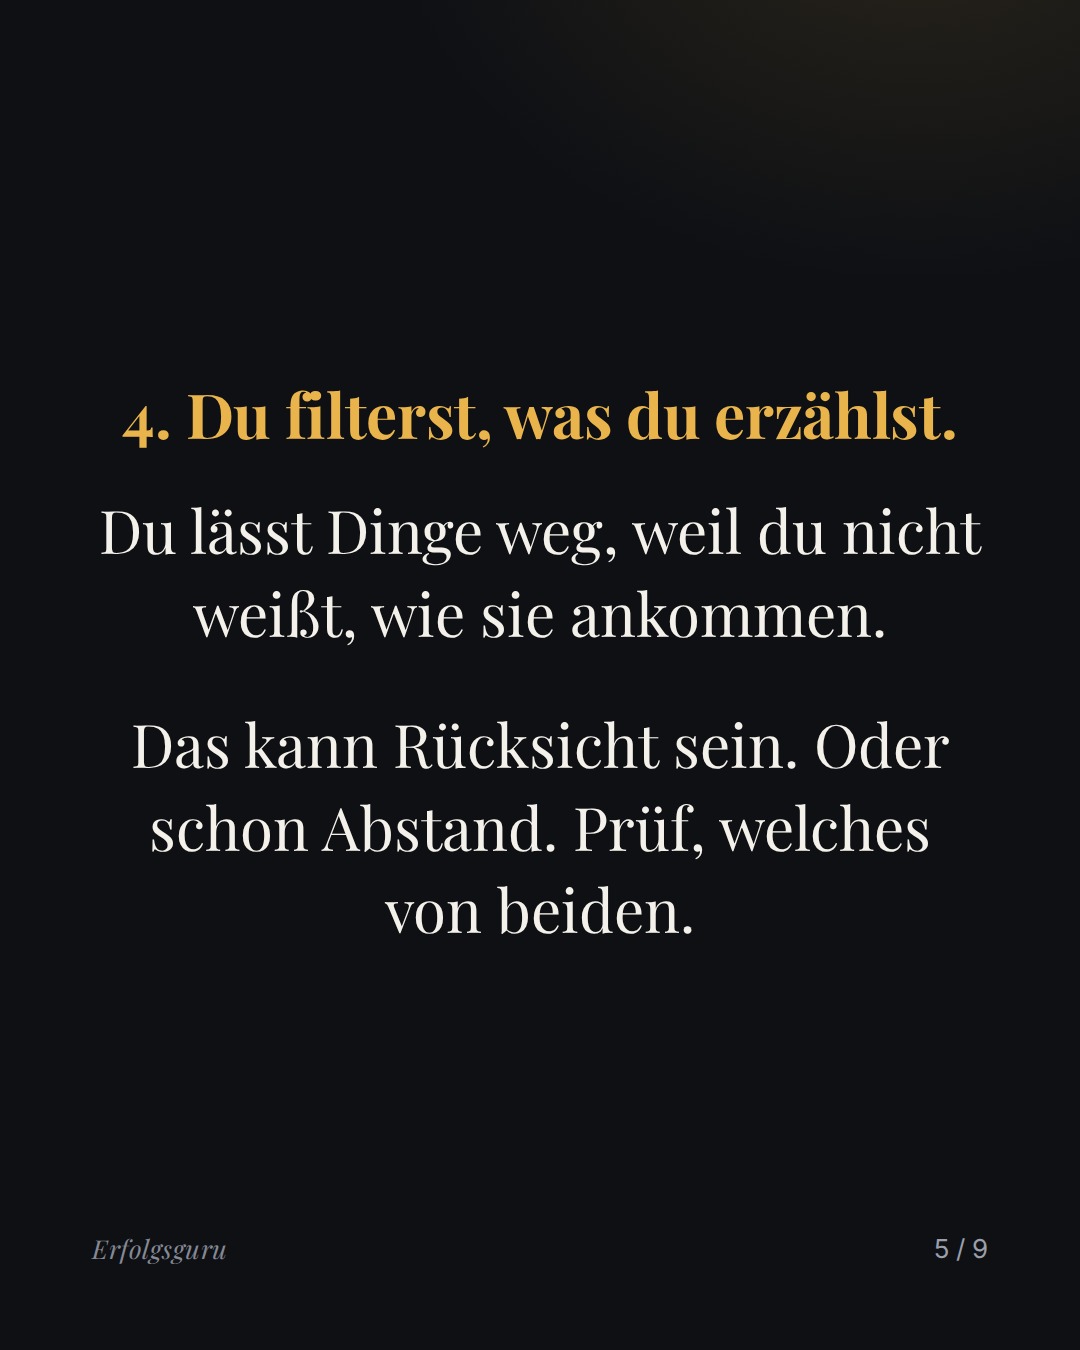 4. Du filterst, was du erzählst.
Du lässt Dinge weg, weil du nicht
weißt, wie sie ankommen.
Das kann Rücksicht sein. Oder
schon Abstand. Prüf, welches
von beiden.
Erfolgsguru
5 / 9